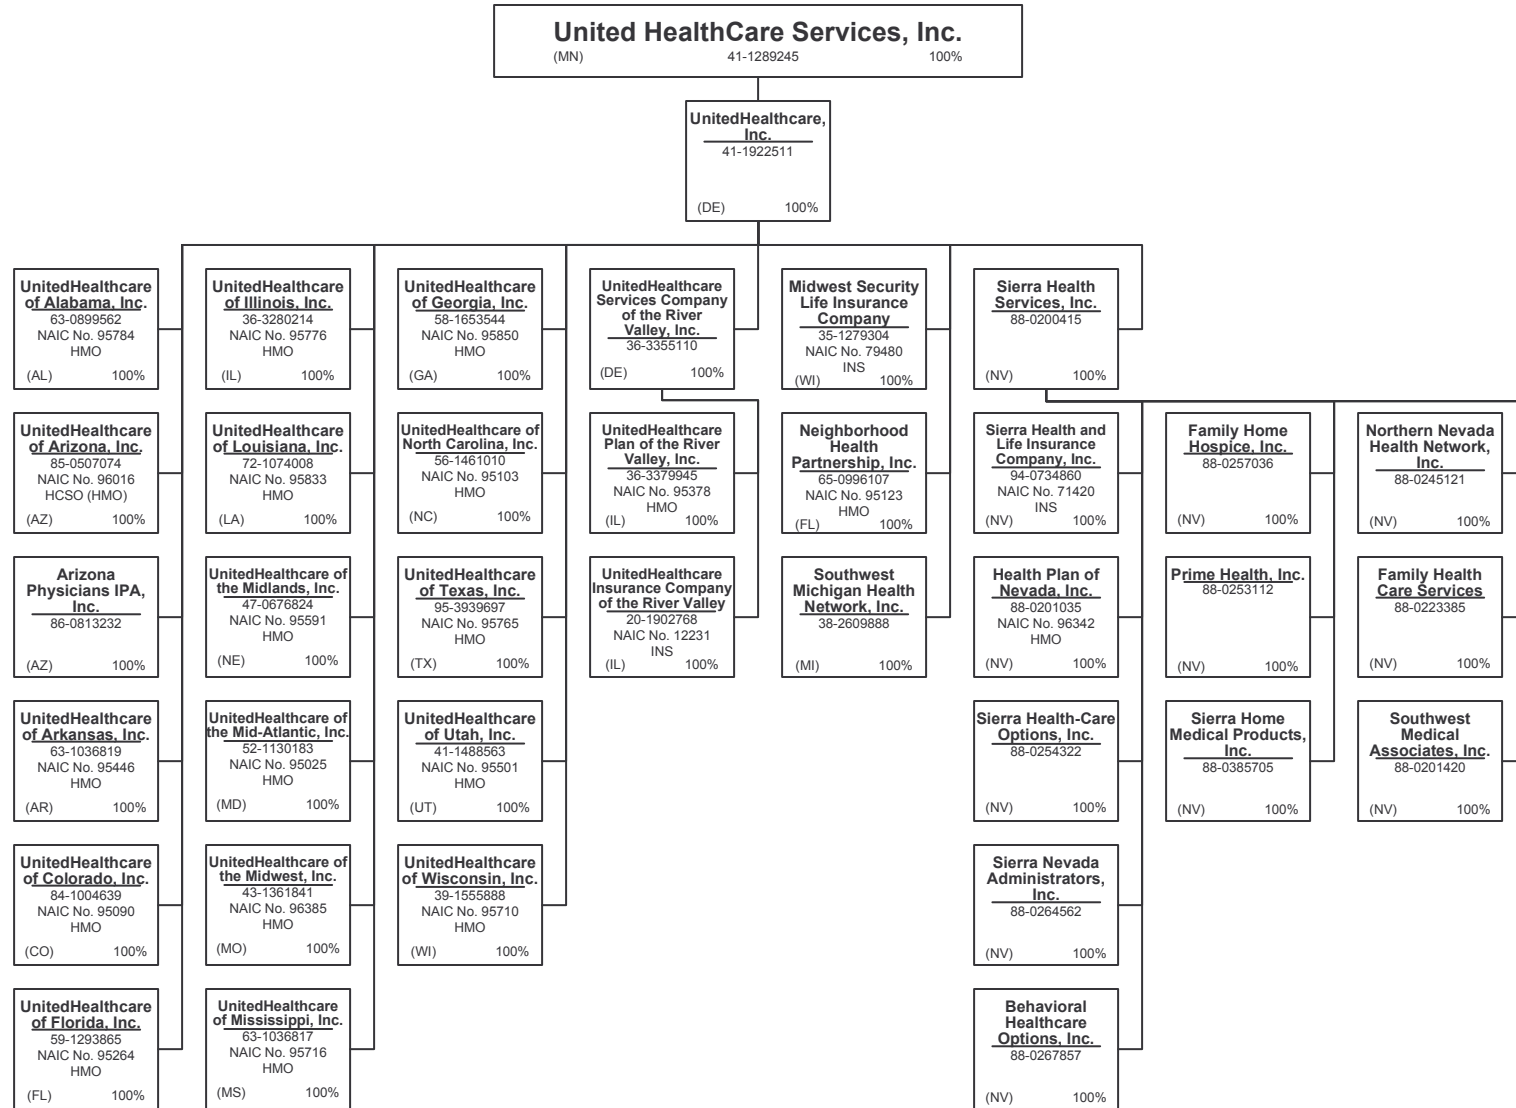 United HealthCare Services, Inc.
(MN) 41-1289245 100%
UnitedHealthcare,
Inc.
41-1922511
(DE) 100%
UnitedHealthcare
of Alabama, Inc.
63-0899562
NAIC No. 95784
HMO
(AL) 100%
UnitedHealthcare
of Illinois, Inc.
36-3280214
NAIC No. 95776
HMO
(IL) 100%
UnitedHealthcare
of Georgia, Inc.
58-1653544
NAIC No. 95850
HMO
(GA) 100%
UnitedHealthcare
Services Company
of the River
Valley, Inc.
36-3355110
(DE) 100%
Midwest Security
Life Insurance
Company
35-1279304
NAIC No. 79480
INS
(WI) 100%
Sierra Health
Services, Inc.
88-0200415
(NV) 100%
UnitedHealthcare
of Arizona, Inc.
85-0507074
NAIC No. 96016
HCSO (HMO)
(AZ) 100%
UnitedHealthcare
of Louisiana, Inc.
72-1074008
NAIC No. 95833
HMO
(LA) 100%
UnitedHealthcare of
North Carolina, Inc.
56-1461010
NAIC No. 95103
HMO
(NC) 100%
UnitedHealthcare
Plan of the River
Valley, Inc.
36-3379945
NAIC No. 95378
HMO
(IL) 100%
Neighborhood
Health
Partnership, Inc.
65-0996107
NAIC No. 95123
HMO
(FL) 100%
Sierra Health and
Life Insurance
Company, Inc.
94-0734860
NAIC No. 71420
INS
(NV) 100%
Family Home
Hospice, Inc.
88-0257036
(NV) 100%
Northern Nevada
Health Network,
Inc.
88-0245121
(NV) 100%
Arizona
Physicians IPA,
Inc.
86-0813232
(AZ) 100%
UnitedHealthcare of
the Midlands, Inc.
47-0676824
NAIC No. 95591
HMO
(NE) 100%
UnitedHealthcare
of Texas, Inc.
95-3939697
NAIC No. 95765
HMO
(TX) 100%
UnitedHealthcare
Insurance Company
of the River Valley
20-1902768
NAIC No. 12231
INS
(IL) 100%
Southwest
Michigan Health
Network, Inc.
38-2609888
(MI) 100%
Health Plan of
Nevada, Inc.
88-0201035
NAIC No. 96342
HMO
(NV) 100%
Prime Health, Inc.
88-0253112
(NV) 100%
Family Health
Care Services
88-0223385
(NV) 100%
UnitedHealthcare
of Arkansas, Inc.
63-1036819
NAIC No. 95446
HMO
(AR) 100%
UnitedHealthcare of
the Mid-Atlantic, Inc.
52-1130183
NAIC No. 95025
HMO
(MD) 100%
UnitedHealthcare
of Utah, Inc.
41-1488563
NAIC No. 95501
HMO
(UT) 100%
Sierra Health-Care
Options, Inc.
88-0254322
(NV) 100%
Sierra Home
Medical Products,
Inc.
88-0385705
(NV) 100%
Southwest
Medical
Associates, Inc.
88-0201420
(NV) 100%
UnitedHealthcare
of Colorado, Inc.
84-1004639
NAIC No. 95090
HMO
(CO) 100%
UnitedHealthcare of
the Midwest, Inc.
43-1361841
NAIC No. 96385
HMO
(MO) 100%
UnitedHealthcare
of Wisconsin, Inc.
39-1555888
NAIC No. 95710
HMO
(WI) 100%
Sierra Nevada
Administrators,
Inc.
88-0264562
(NV) 100%
UnitedHealthcare
of Florida, Inc.
59-1293865
NAIC No. 95264
HMO
(FL) 100%
UnitedHealthcare
of Mississippi, Inc.
63-1036817
NAIC No. 95716
HMO
(MS) 100%
Behavioral
Healthcare
Options, Inc.
88-0267857
(NV) 100%